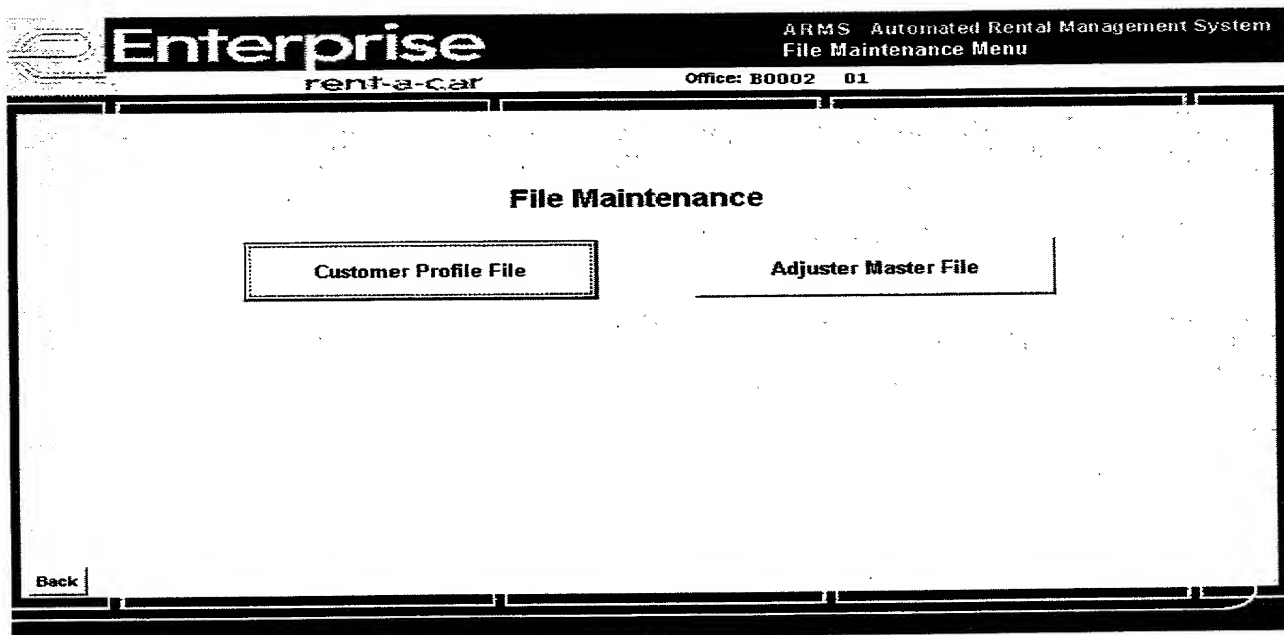 Enterprise
rent-a-car
ARMS Automated Rental Management System
File Maintenance Menu
Office: B0002 01
File Maintenance
Customer Profile File
Adjuster Master File
Back